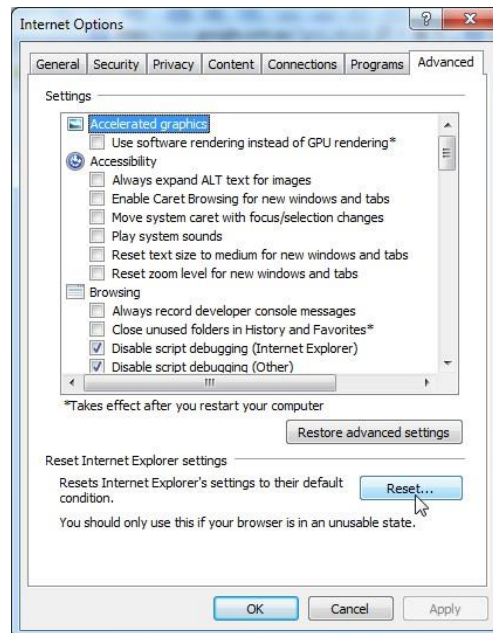 Internet Options
General Security Privacy Content Connections Programs Advanced
Settings
Accelerated graphics
Use software rendering instead of GPU rendering*
Accessibility
Always expand ALT text for images
Enable Caret Browsing for new windows and tabs
Move system caret with focus/selection changes
Play system sounds
Reset text size to medium for new windows and tabs
Reset zoom level for new windows and tabs
Browsing
Always record developer console messages
Close unused folders in History and Favorites*
Disable script debugging (Internet Explorer)
Disable script debugging (Other)
*Takes effect after you restart your computer
Restore advanced settings
Reset Internet Explorer settings
Resets Internet Explorer's settings to their default
condition.
Reset...
You should only use this if your browser is in an unusable state.
OK Cancel Apply